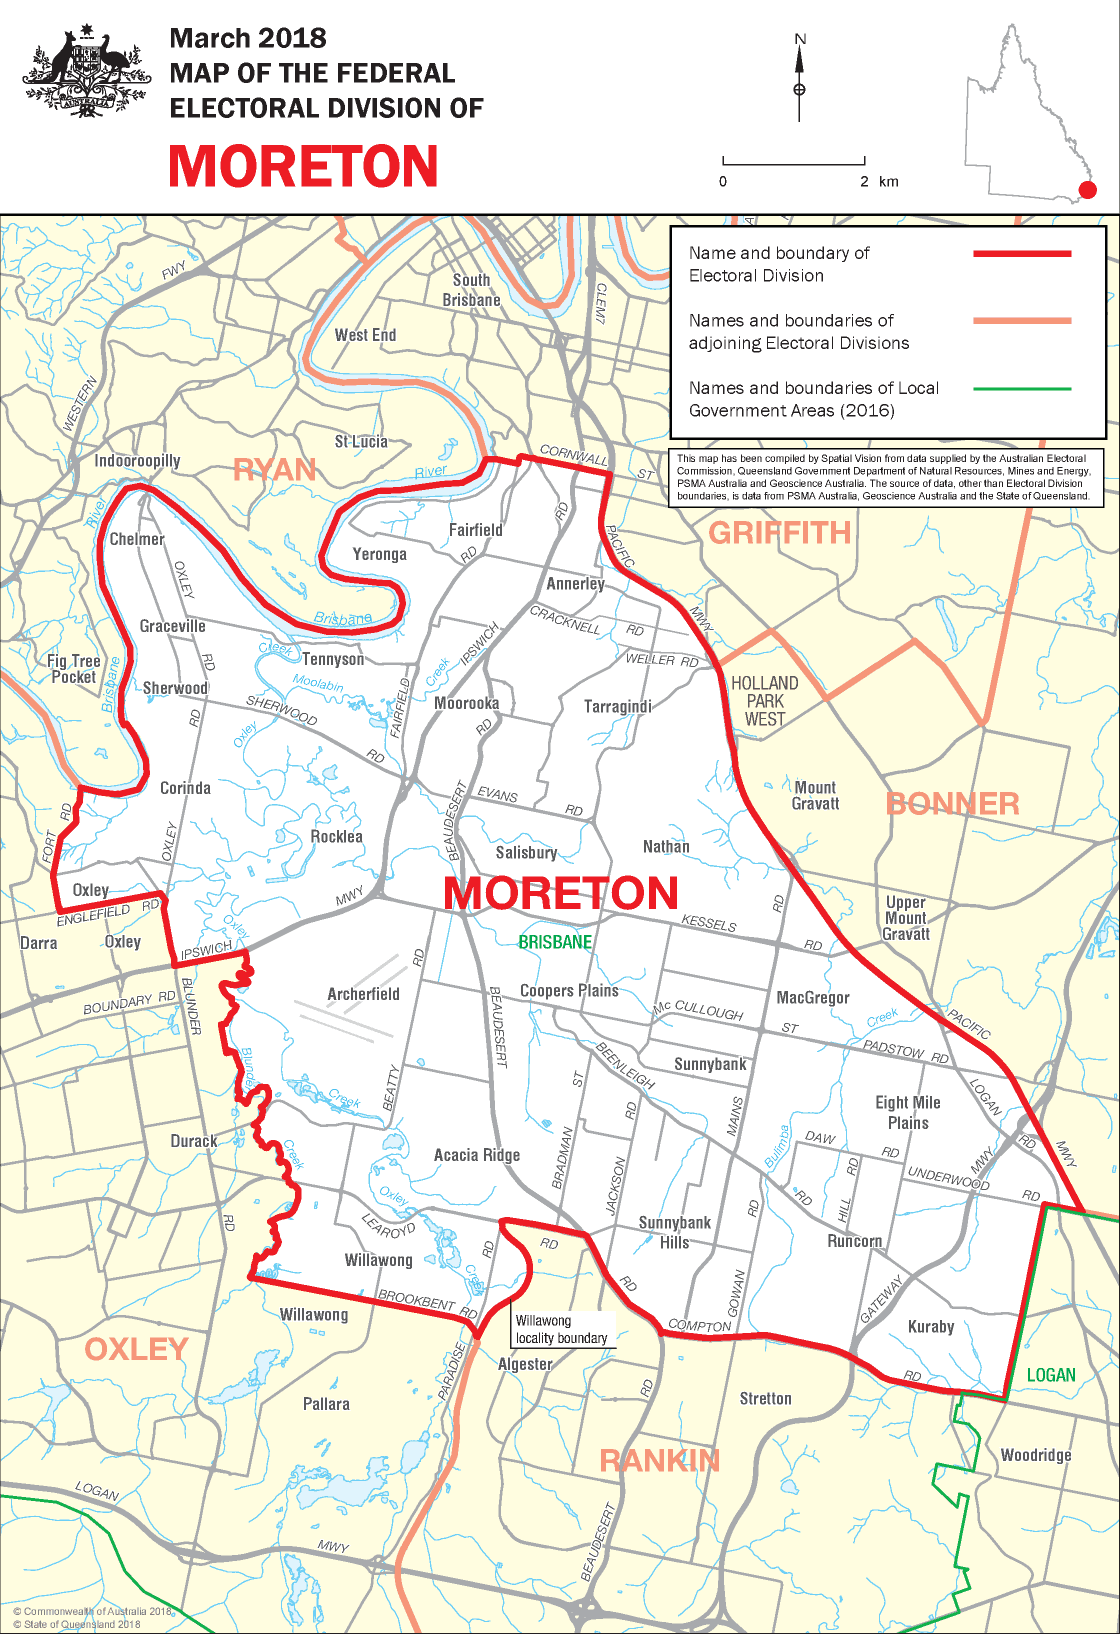 March 2018
MAP OF THE FEDERAL
ELECTORAL DIVISION OF
MORETON
AUSTRALIA
N
0 2 km
Name and boundary of
Electoral Division
Names and boundaries of
adjoining Electoral Divisions
Names and boundaries of Local
Government Areas (2016)
This map has been compiled by Spatial Vision from data supplied by the Australian Electoral
Commission, Queensland Government Department of Natural Resources, Mines and Energy,
PSMA Australia and Geoscience Australia. The source of data, other than Electoral Division
boundaries, is data from PSMA Australia, Geoscience Australia and the State of Queensland.
FWY
South
Brisbane
CLEM7
West End
WESTERN
St Lucia
Indooroopilly
RYAN
River
CORNWALL
ST
River
Chelmer
Fairfield
RD
Yeronga
RD
PACIFIC
GRIFFITH
OXLEY
Annerley
Graceville
Brisbane
CRACKNELL
RD
MWY
Creek
Tennyson
IPSWICH
WELLER RD
Fig Tree
Pocket
RD
Brisbane
Sherwood
Moolabin
Creek
HOLLAND
PARK
WEST
SHERWOOD
FAIRFIELD
Moorooka
Tarragindi
RD
Oxley
RD
RD
Corinda
EVANS
RD
Mount
Gravatt
BONNER
FORT
RD
OXLEY
Rocklea
BEAUDESERT
Salisbury
Nathan
Oxley
MWY
MORETON
RD
ENGLEFIELD RD
Oxley
KESSELS
RD
Upper
Mount
Gravatt
Darra
Oxley
IPSWICH
BRISBANE
RD
BOUNDARY RD
BLUNDER
Archerfield
BEAUDESERT
Coopers Plains
Mc CULLOUGH
ST
MacGregor
Creek
PACIFIC
PADSTOW RD
Blunder
Creek
BEATTY
BEENLEIGH
Sunnybank
ST
RD
MAINS
LOGAN
Eight Mile
Plains
Durack
Creek
Acacia Ridge
BRADMAN
JACKSON
Bulimba
DAW
RD
RD
MWY
RD
MWY
UNDERWOOD
RD
Oxley
LEAROYD
RD
RD
HILL
RD
Sunnybank
Hills
RD
Runcorn
RD
RD
Willawong
Creek
RD
GOWAN
GATEWAY
BROOKBENT RD
Willawong
Willawong
locality boundary
COMPTON
Kuraby
OXLEY
PARADISE
Algester
RD
LOGAN
Pallara
RD
Stretton
RANKIN
Woodridge
LOGAN
MWY
BEAUDESERT
© Commonwealth of Australia 2018
© State of Queensland 2018